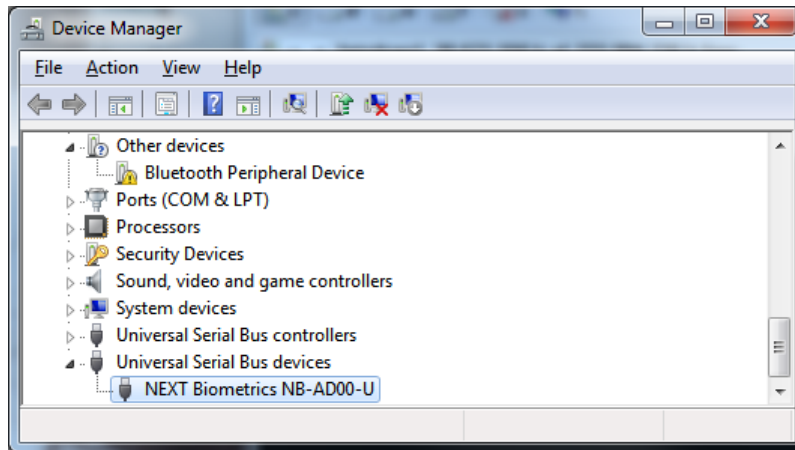 Device Manager
File Action View Help
Other devices
Bluetooth Peripheral Device
Ports (COM & LPT)
Processors
Security Devices
Sound, video and game controllers
System devices
Universal Serial Bus controllers
Universal Serial Bus devices
NEXT Biometrics NB-AD00-U